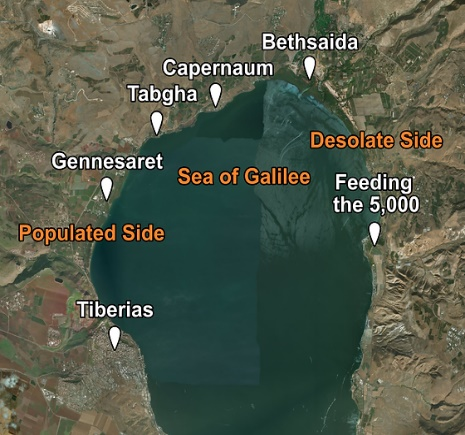 Bethsaida
Capernaum
Tabgha
Desolate Side
Gennesaret
Sea of Galilee
Feeding
the 5,000
Populated Side
Tiberias